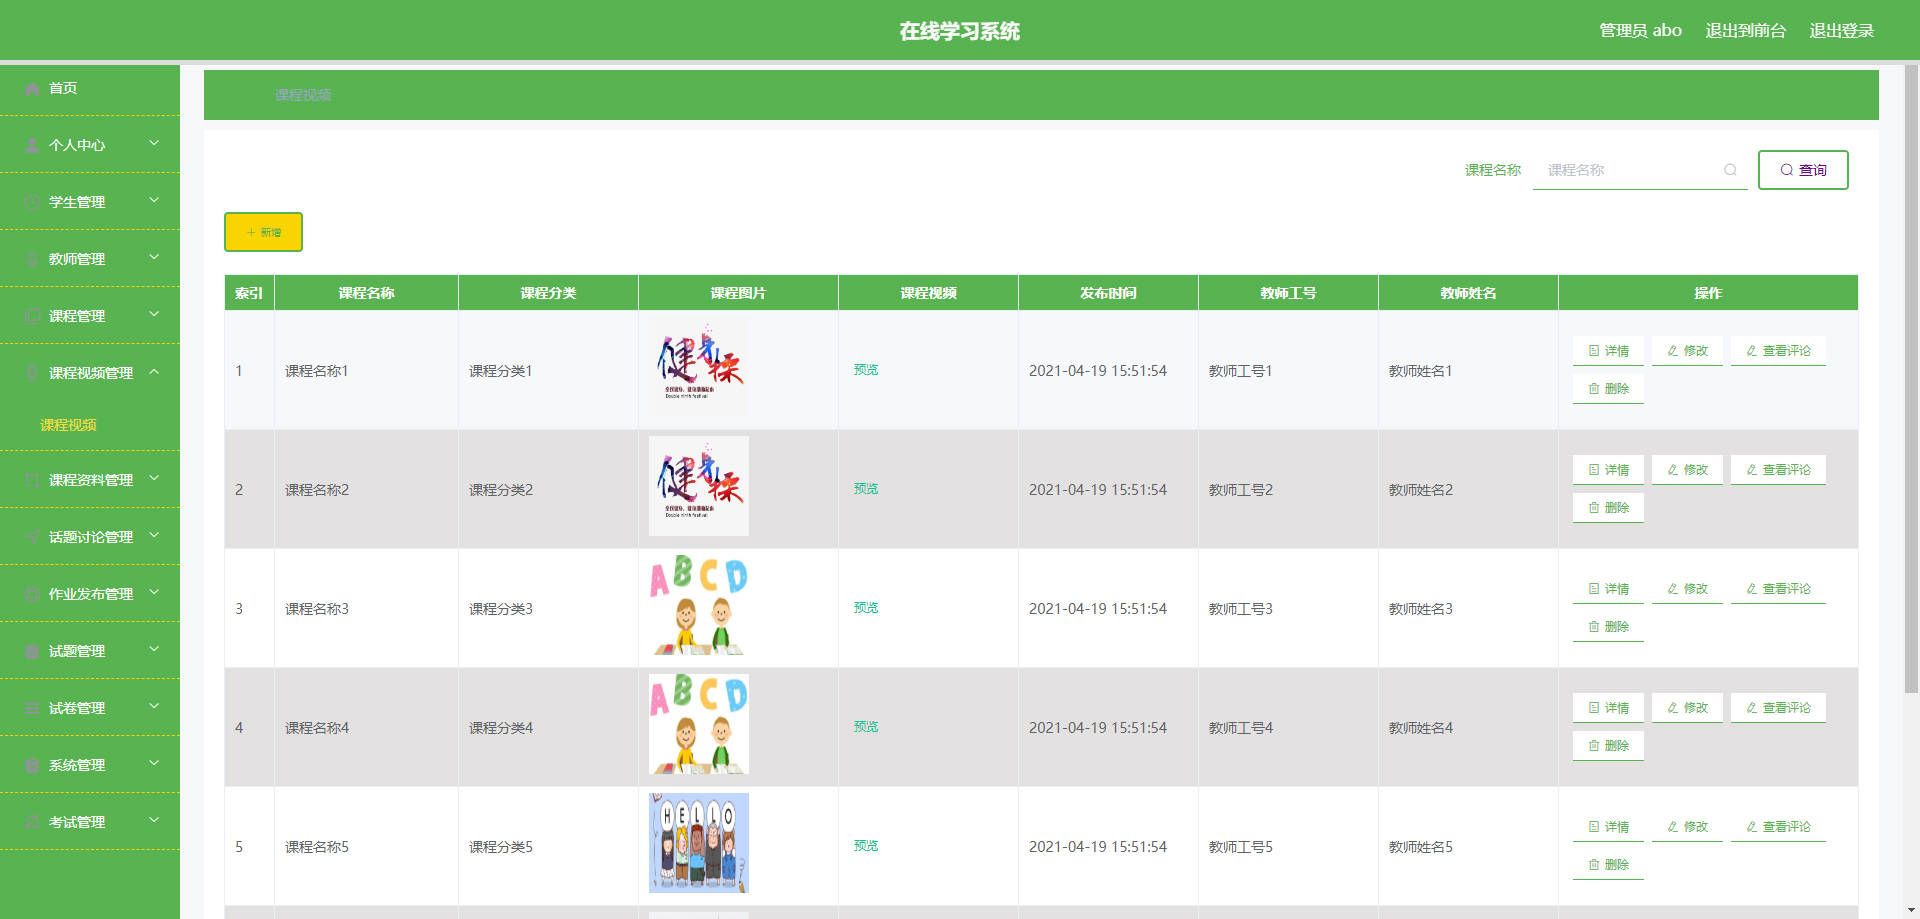 在线学习系统
管理员 abo 退出到前台 退出登录
首页
个人中心
学生管理
教师管理
课程管理
课程视频管理
课程视频
课程资料管理
话题讨论管理
作业发布管理
试题管理
试卷管理
系统管理
考试管理
课程视频
课程名称 课程名称 查询
新增
索引 课程名称 课程分类 课程图片 课程视频 发布时间 教师工号 教师姓名 操作
1 课程名称1 课程分类1 健身操 Double ninth festival 预览 2021-04-19 15:51:54 教师工号1 教师姓名1 详情 修改 查看评论
删除
2 课程名称2 课程分类2 健身操 Double ninth festival 预览 2021-04-19 15:51:54 教师工号2 教师姓名2 详情 修改 查看评论
删除
3 课程名称3 课程分类3 ABCD 预览 2021-04-19 15:51:54 教师工号3 教师姓名3 详情 修改 查看评论
删除
4 课程名称4 课程分类4 ABCD 预览 2021-04-19 15:51:54 教师工号4 教师姓名4 详情 修改 查看评论
删除
5 课程名称5 课程分类5 HELLO 预览 2021-04-19 15:51:54 教师工号5 教师姓名5 详情 修改 查看评论
删除